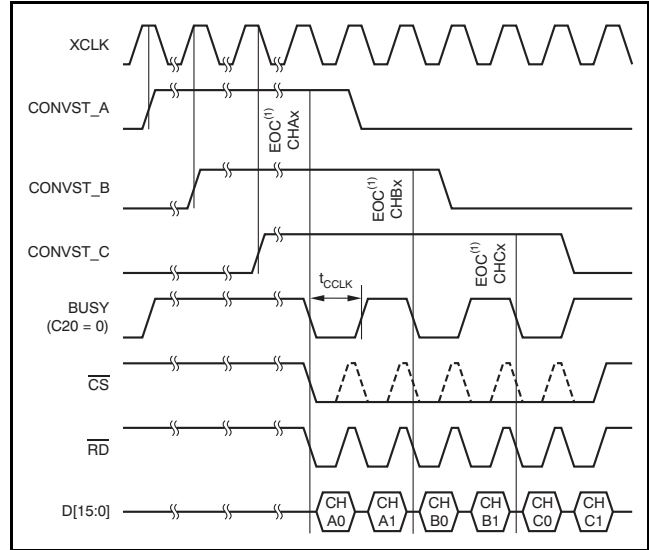 XCLK
CONVST_A
EOC(1)
CHAx
CONVST_B
EOC(1)
CHBx
CONVST_C
EOC(1)
CHCx
tCCLK
BUSY
(C20 = 0)
CS
RD
D[15:0]
CH
A0
CH
A1
CH
B0
CH
B1
CH
C0
CH
C1